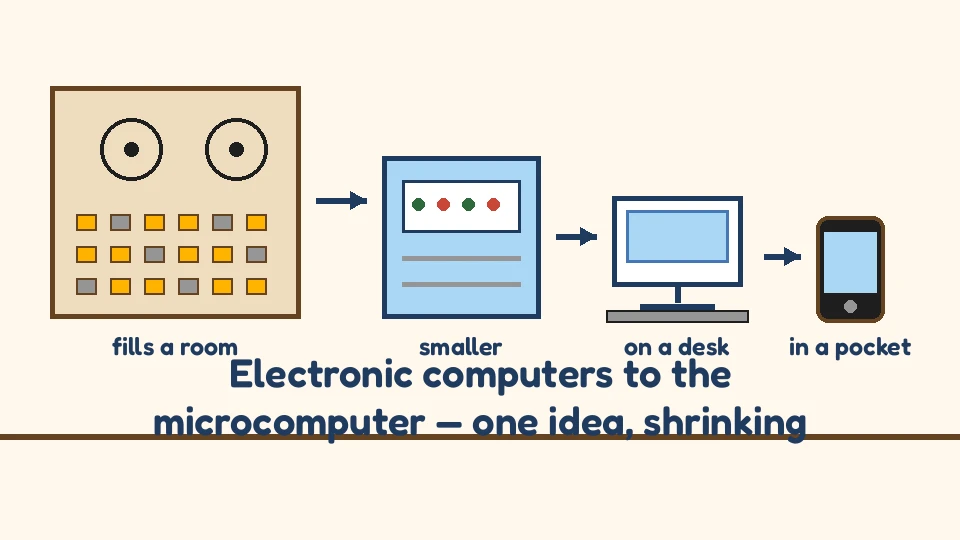 fills a room
smaller
on a desk
in a pocket
Electronic computers to the
microcomputer — one idea, shrinking